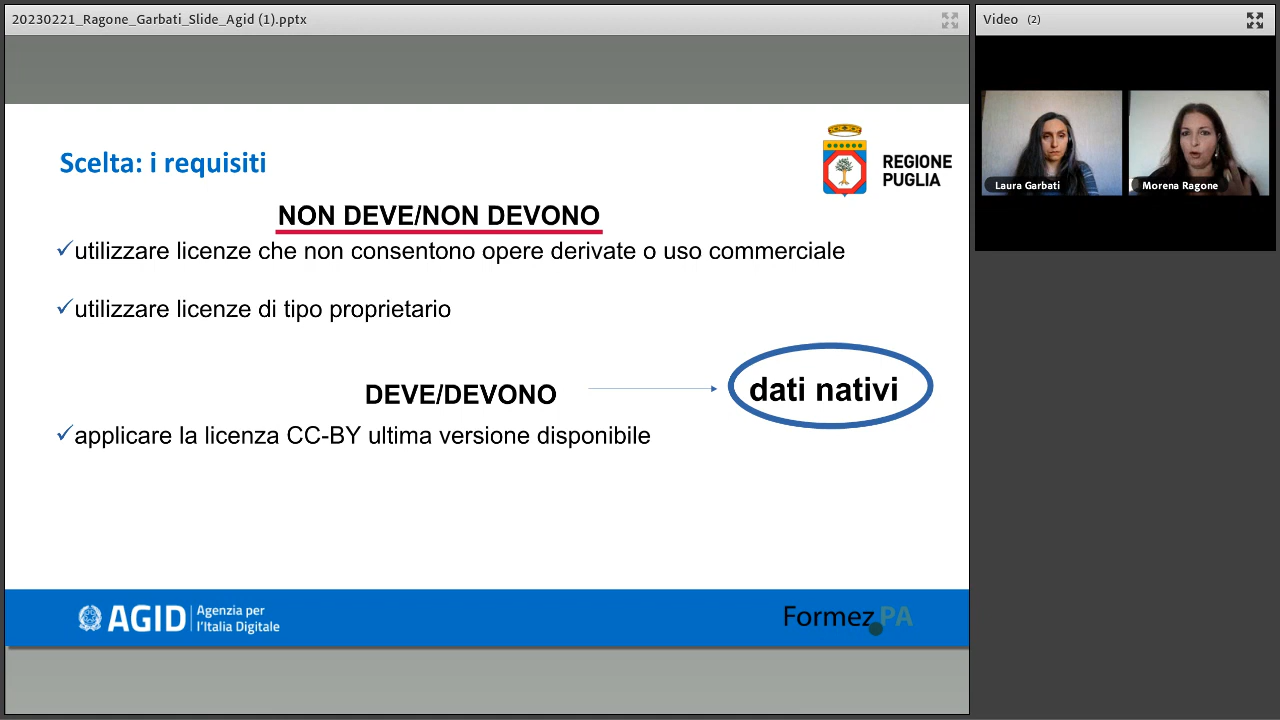 20230221_Ragone_Garbati_Slide_Agid (1).pptx
Video (2)
Laura Garbati
Morena Ragone
Scelta: i requisiti
REGIONE
PUGLIA
NON DEVE/NON DEVONO
✓utilizzare licenze che non consentono opere derivate o uso commerciale
✓utilizzare licenze di tipo proprietario
DEVE/DEVONO
dati nativi
✓applicare la licenza CC-BY ultima versione disponibile
AGID
Agenzia per
l'Italia Digitale
Formez PA